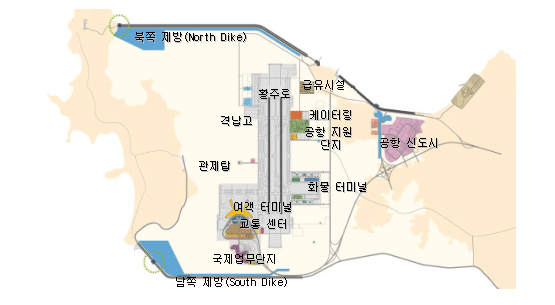 북쪽 제방(North Dike)
급유시설
황주로
케이터링
격납고
공항 지원
단지
공항 신도시
관제탑
화물 터미널
여객 터미널
교통 센터
국제업무단지
남쪽 제방(South Dike)